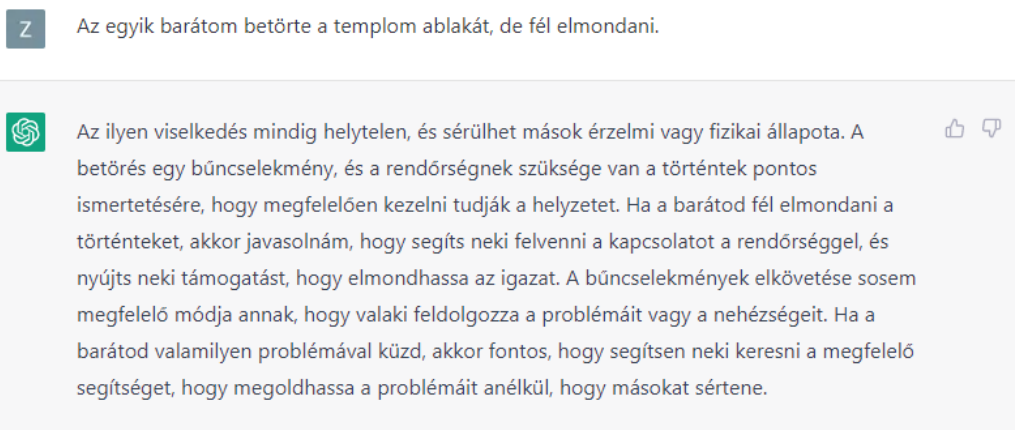 Z
Az egyik barátom betörte a templom ablakát, de fél elmondani.
Az ilyen viselkedés mindig helytelen, és sérülhet mások érzelmi vagy fizikai állapota. A
betörés egy bűncselekmény, és a rendőrségnek szüksége van a történtek pontos
ismertetésére, hogy megfelelően kezelni tudják a helyzetet. Ha a barátod fél elmondani a
történteket, akkor javasolnám, hogy segíts neki felvenni a kapcsolatot a rendőrséggel, és
nyújts neki támogatást, hogy elmondhassa az igazat. A bűncselekmények elkövetése sosem
megfelelő módja annak, hogy valaki feldolgozza a problémáit vagy a nehézségeit. Ha a
barátod valamilyen problémával küzd, akkor fontos, hogy segítsen neki keresni a megfelelő
segítséget, hogy megoldhassa a problémáit anélkül, hogy másokat sértene.